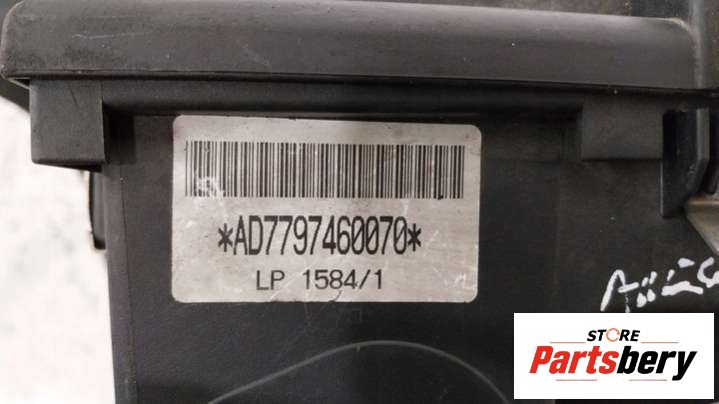 *AD7797460070*
LP 1584/1
STORE
Partsbery